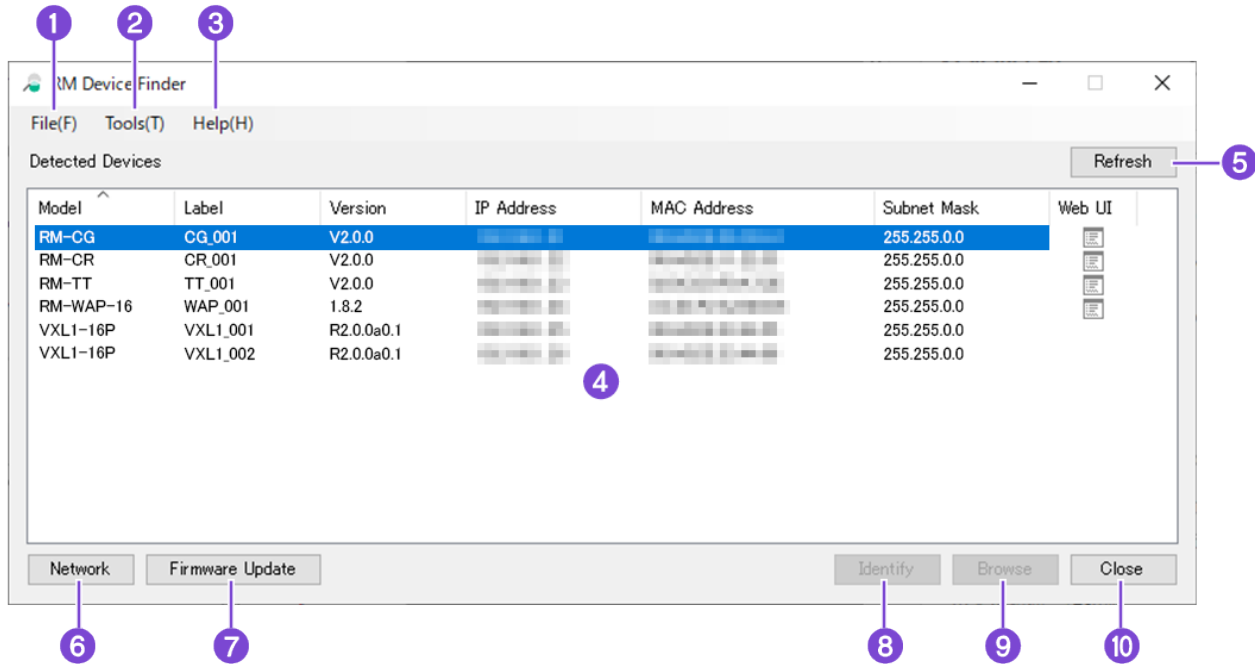 1 2 3
RM Device Finder
File(F) Tools(T) Help(H)
Detected Devices Refresh 5
Model Label Version IP Address MAC Address Subnet Mask Web UI
RM-CG CG_001 V2.0.0 255.255.0.0
RM-CR CR_001 V2.0.0 255.255.0.0
RM-TT TT_001 V2.0.0 255.255.0.0
RM-WAP-16 WAP_001 1.8.2 255.255.0.0
VXL1-16P VXL1_001 R2.0.0a0.1 255.255.0.0
VXL1-16P VXL1_002 R2.0.0a0.1 255.255.0.0
4
Network Firmware Update Identify Browse Close
6 7 8 9 10